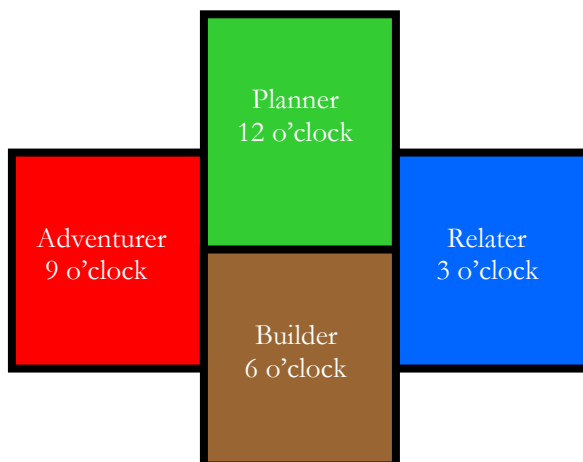 Planner
12 o’clock
Adventurer
9 o’clock
Relater
3 o’clock
Builder
6 o’clock